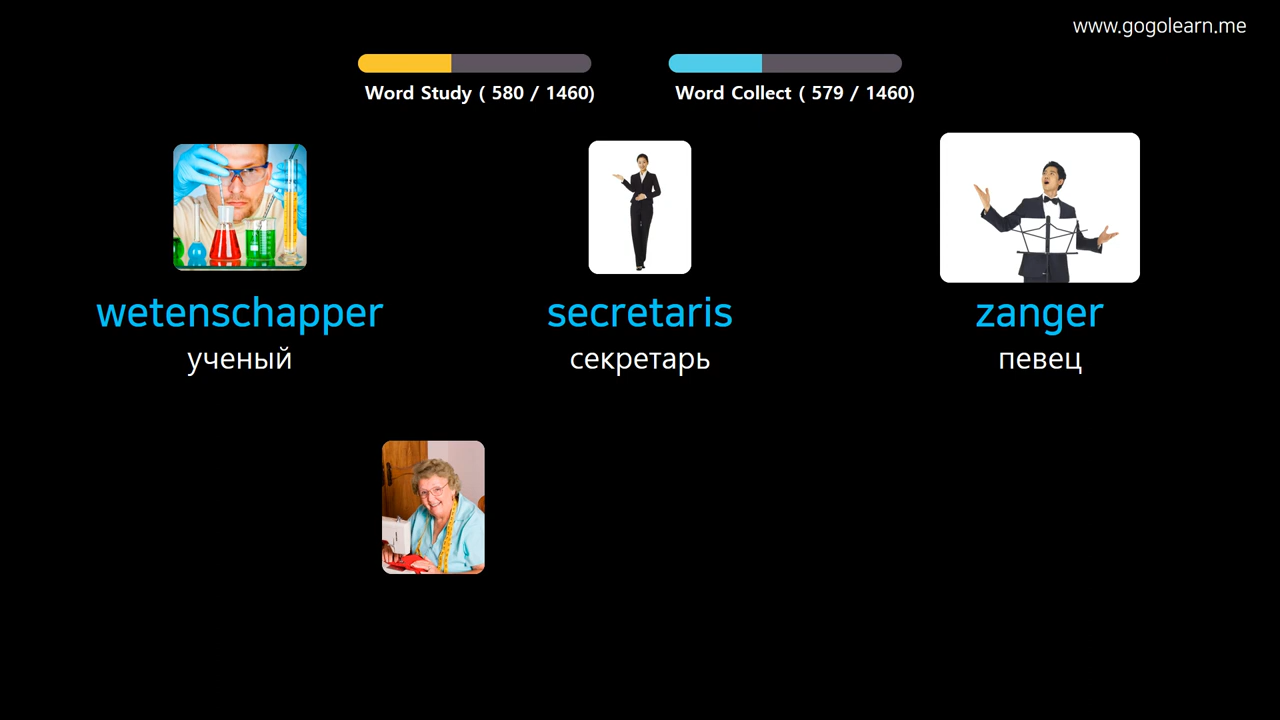 www.gogolearn.me
Word Study ( 580 / 1460)
Word Collect ( 579 / 1460)
wetenschapper
secretaris
zanger
ученый
секретарь
певец